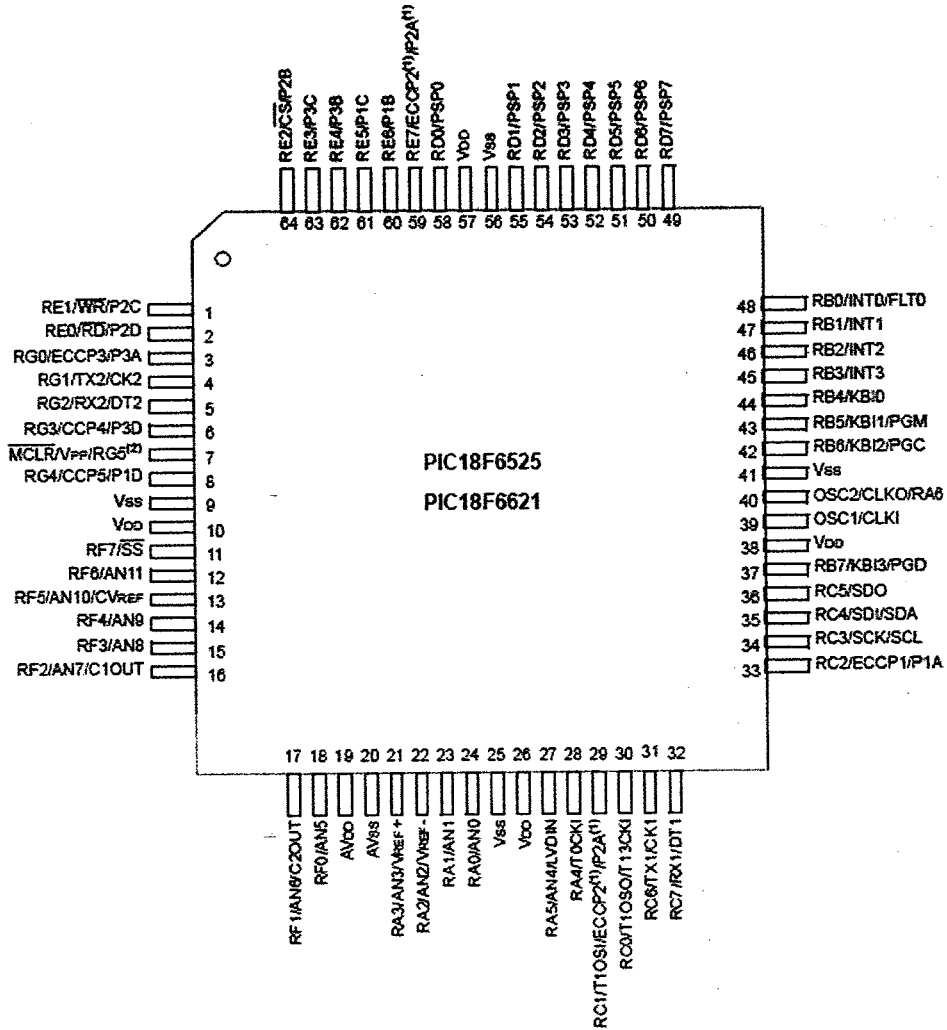 RE2/C̅S̅/P2B
RE3/P3C
RE4/P3B
RE5/P1C
RE6/P1B
RE7/ECCP2(1)/P2A(1)
RD0/PSP0
VDD
VSS
RD1/PSP1
RD2/PSP2
RD3/PSP3
RD4/PSP4
RD5/PSP5
RD6/PSP6
RD7/PSP7
64 63 62 61 60 59 58 57 56 55 54 53 52 51 50 49
RE1/W̅R̅/P2C 1
RE0/R̅D̅/P2D 2
RG0/ECCP3/P3A 3
RG1/TX2/CK2 4
RG2/RX2/DT2 5
RG3/CCP4/P3D 6
M̅C̅L̅R̅/VPP/RG5(2) 7
RG4/CCP5/P1D 8
VSS 9
VDD 10
RF7/S̅S̅ 11
RF6/AN11 12
RF5/AN10/CVREF 13
RF4/AN9 14
RF3/AN8 15
RF2/AN7/C1OUT 16
PIC18F6525
PIC18F6621
48 RB0/INT0/FLT0
47 RB1/INT1
46 RB2/INT2
45 RB3/INT3
44 RB4/KBI0
43 RB5/KBI1/PGM
42 RB6/KBI2/PGC
41 VSS
40 OSC2/CLKO/RA6
39 OSC1/CLKI
38 VDD
37 RB7/KBI3/PGD
36 RC5/SDO
35 RC4/SDI/SDA
34 RC3/SCK/SCL
33 RC2/ECCP1/P1A
17 18 19 20 21 22 23 24 25 26 27 28 29 30 31 32
RF1/AN6/C2OUT
RF0/AN5
AVDD
AVSS
RA3/AN3/VREF+
RA2/AN2/VREF-
RA1/AN1
RA0/AN0
VSS
VDD
RA5/AN4/LVDIN
RA4/T0CKI
RC1/T1OSI/ECCP2(1)/P2A(1)
RC0/T1OSO/T13CKI
RC6/TX1/CK1
RC7/RX1/DT1